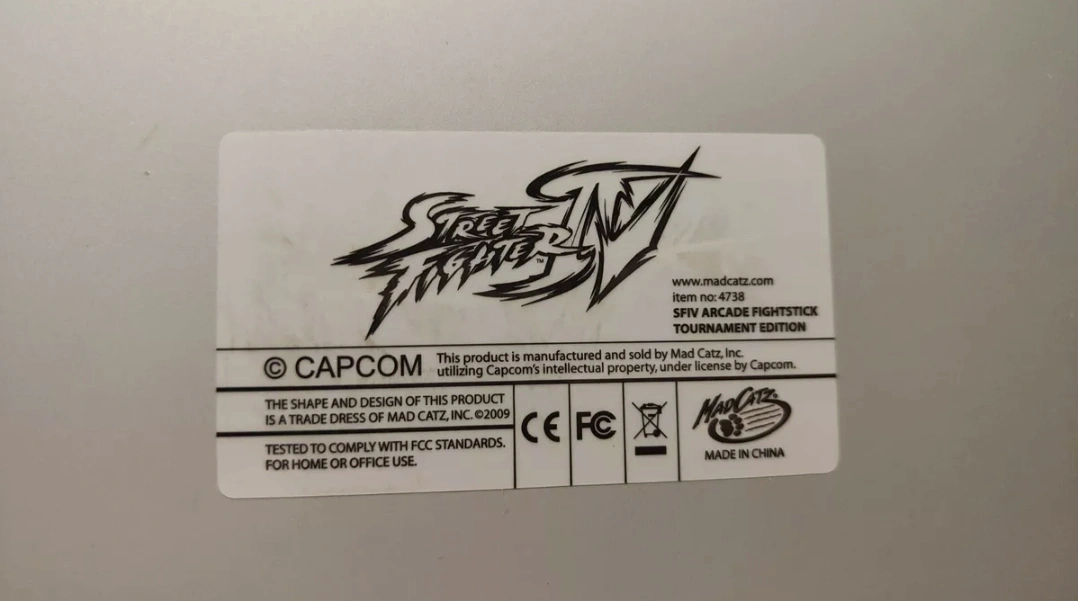 STREET
FIGHTER IV™
www.madcatz.com
item no: 4738
SFIV ARCADE FIGHTSTICK
TOURNAMENT EDITION
© CAPCOM
This product is manufactured and sold by Mad Catz, Inc.
utilizing Capcom's intellectual property, under license by Capcom.
THE SHAPE AND DESIGN OF THIS PRODUCT
IS A TRADE DRESS OF MAD CATZ, INC. ©2009
TESTED TO COMPLY WITH FCC STANDARDS.
FOR HOME OR OFFICE USE.
CE
FC
MAD CATZ®
MADE IN CHINA